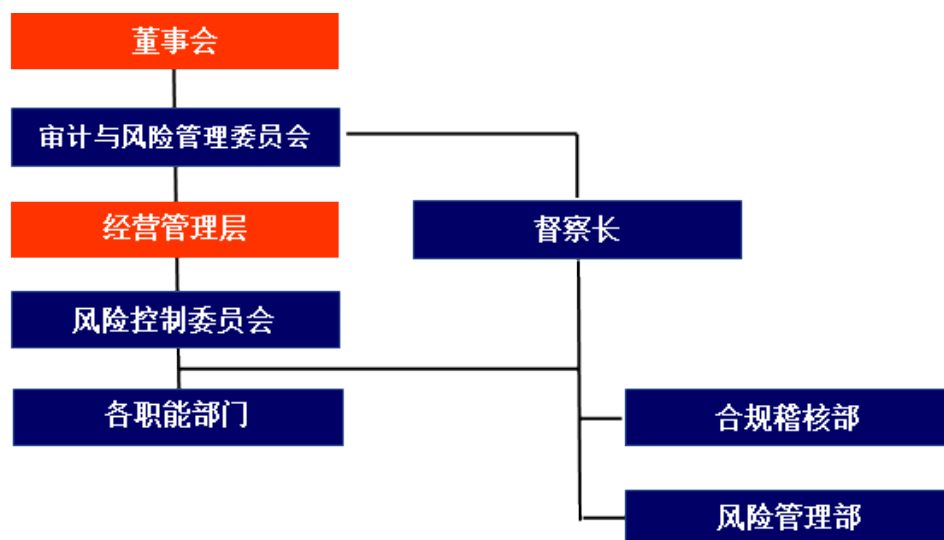 董事会
审计与风险管理委员会
经营管理层
督察长
风险控制委员会
各职能部门
合规稽核部
风险管理部